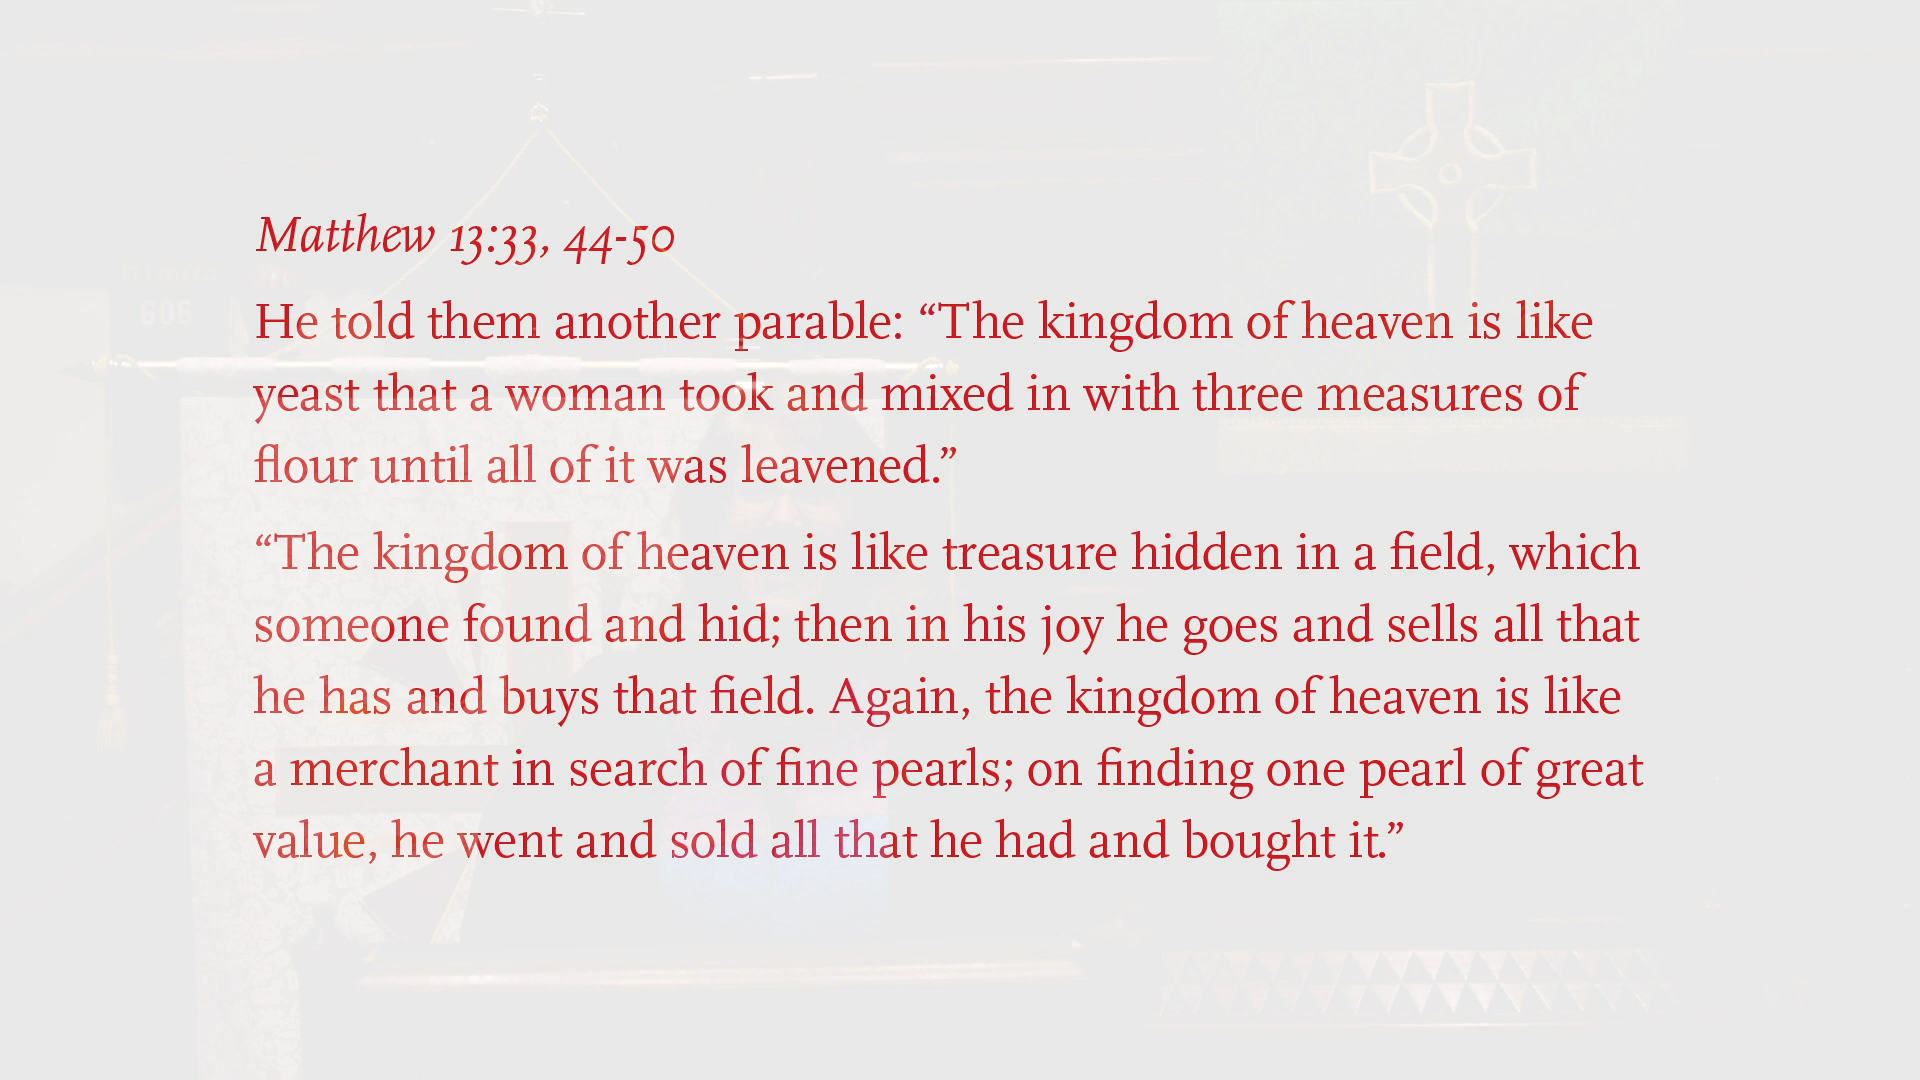 Matthew 13:33, 44-50
He told them another parable: “The kingdom of heaven is like
yeast that a woman took and mixed in with three measures of
flour until all of it was leavened.”
“The kingdom of heaven is like treasure hidden in a field, which
someone found and hid; then in his joy he goes and sells all that
he has and buys that field. Again, the kingdom of heaven is like
a merchant in search of fine pearls; on finding one pearl of great
value, he went and sold all that he had and bought it.”
606